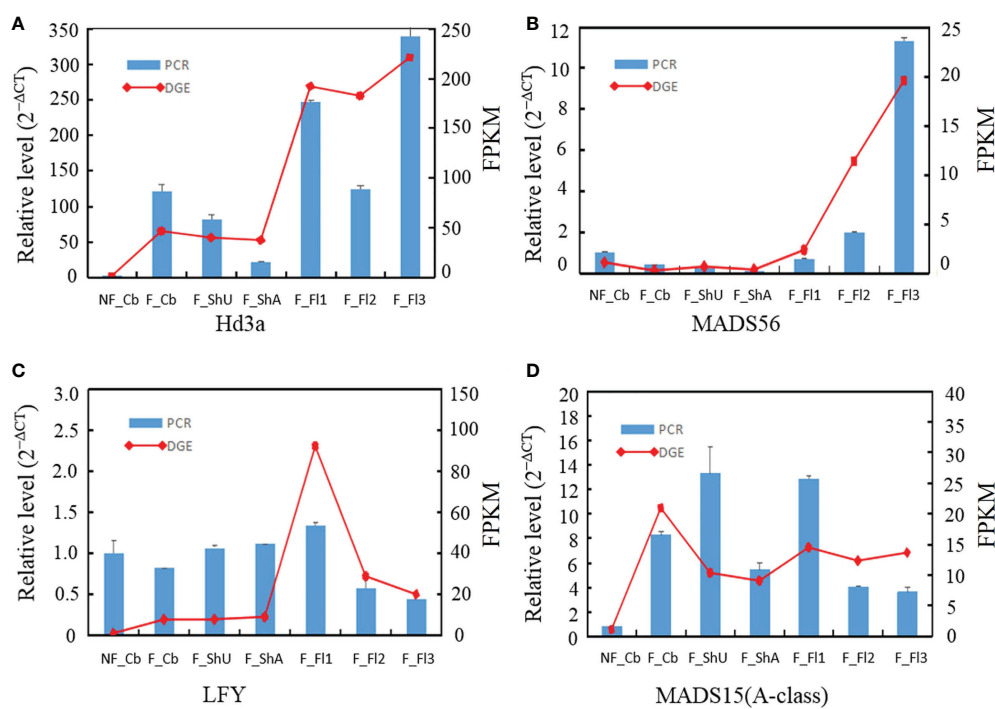 A
Relative level (2^−ΔCT)
350
300
250
200
150
100
50
0
PCR
DGE
250
200
150
100
50
0
FPKM
NF_Cb F_Cb F_ShU F_ShA F_Fl1 F_Fl2 F_Fl3
Hd3a
B
Relative level (2^−ΔCT)
12
10
8
6
4
2
0
PCR
DGE
25
20
15
10
5
0
FPKM
NF_Cb F_Cb F_ShU F_ShA F_Fl1 F_Fl2 F_Fl3
MADS56
C
Relative level (2^−ΔCT)
3.0
2.5
2.0
1.5
1.0
0.5
0
PCR
DGE
150
100
80
60
40
20
0
FPKM
NF_Cb F_Cb F_ShU F_ShA F_Fl1 F_Fl2 F_Fl3
LFY
D
Relative level (2^−ΔCT)
20
18
16
14
12
10
8
6
4
2
0
PCR
DGE
40
35
30
25
20
15
10
5
0
FPKM
NF_Cb F_Cb F_ShU F_ShA F_Fl1 F_Fl2 F_Fl3
MADS15(A-class)